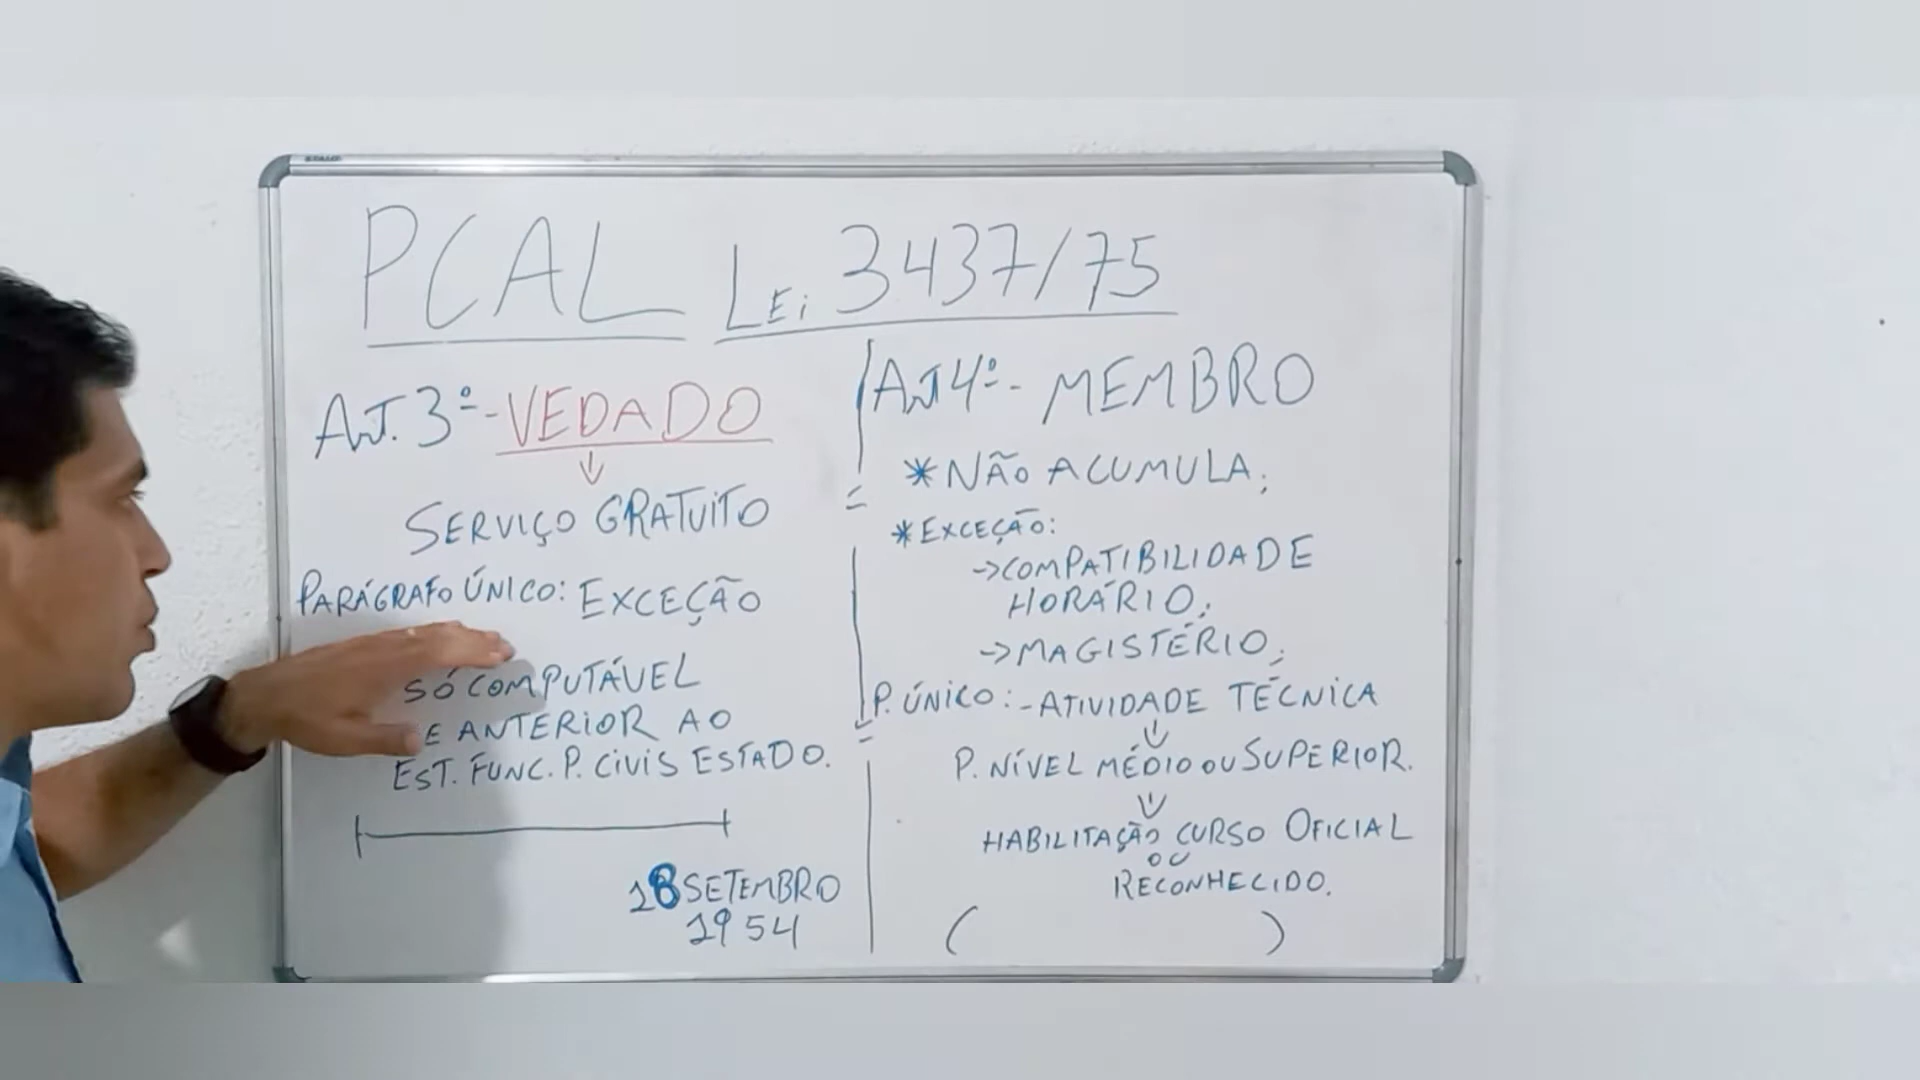 PCAL Lei 3437/75
Art. 3º - VEDADO
SERVIÇO GRATUITO
PARÁGRAFO ÚNICO: EXCEÇÃO
SÓ COMPUTÁVEL
E ANTERIOR AO
EST. FUNC. P. CIVIS ESTADO.
18 SETEMBRO
1954
Art 4º - MEMBRO
* NÃO ACUMULA;
* EXCEÇÃO:
-> COMPATIBILIDADE
HORÁRIO;
-> MAGISTÉRIO;
P. ÚNICO: - ATIVIDADE TÉCNICA
P. NÍVEL MÉDIO OU SUPERIOR.
HABILITAÇÃO CURSO OFICIAL
OU
RECONHECIDO.
( )